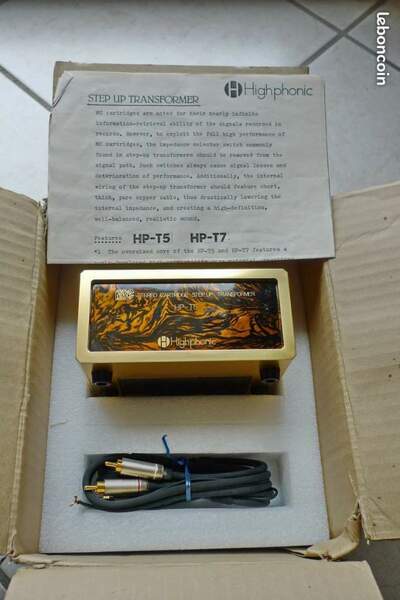 leboncoin
Highphonic
STEP UP TRANSFORMER
MC cartridges are noted for their nearly infinite
information-retrieval ability of the signals recorded in
records. However, to exploit the full high performance of
MC cartridges, the impedance selector switch commonly
found in step-up transformers should be removed from the
signal path. Such switches always cause signal losses and
deterioration of performance. Additionally, the internal
wiring of the step-up transformer should feature short,
thick, pure copper cable, thus drastically lowering the
internal impedance, and creating a high-definition,
well-balanced, realistic sound.
Features HP-T5 HP-T7
*1 The oversized core of the HP-T5 and HP-T7 features a
STEREO CARTRIDGE STEP UP TRANSFORMER
Highphonic